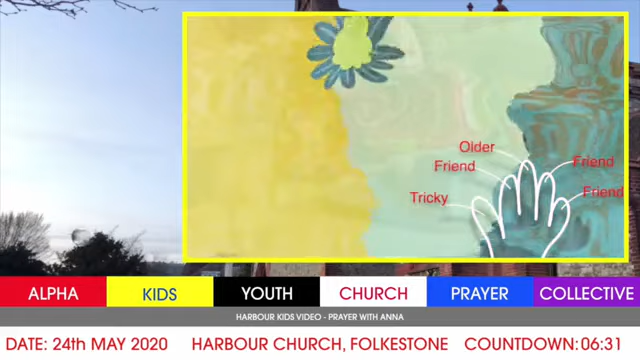 Older
Friend
Friend
Tricky
Friend
ALPHA KIDS YOUTH CHURCH PRAYER COLLECTIVE
HARBOUR KIDS VIDEO - PRAYER WITH ANNA
DATE: 24th MAY 2020 HARBOUR CHURCH, FOLKESTONE COUNTDOWN: 06:31